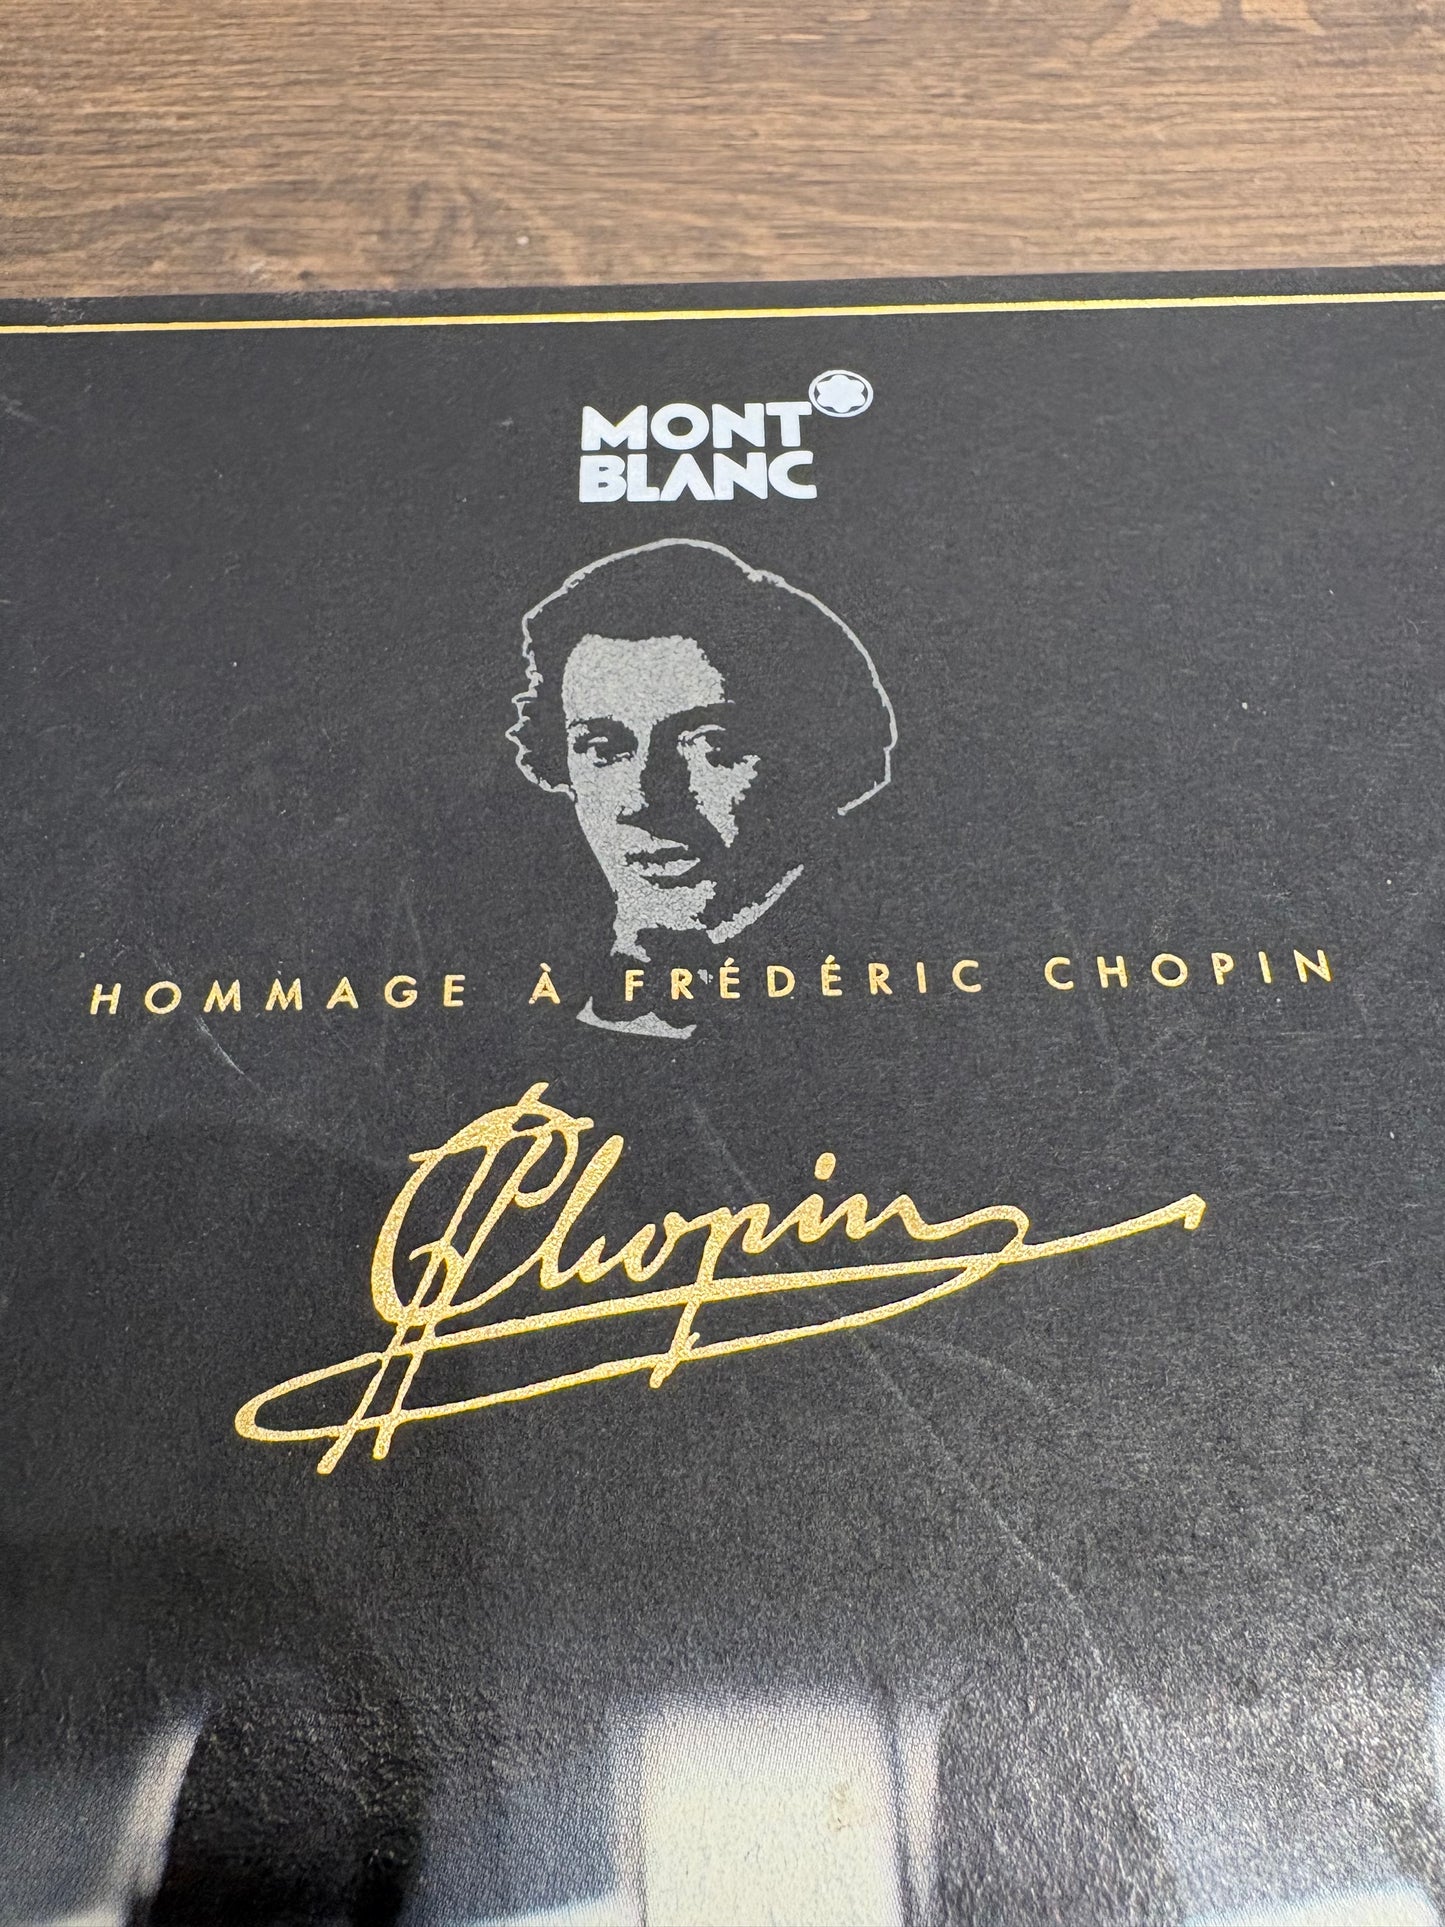 MONT
BLANC
HOMMAGE À FRÉDÉRIC CHOPIN
Chopin